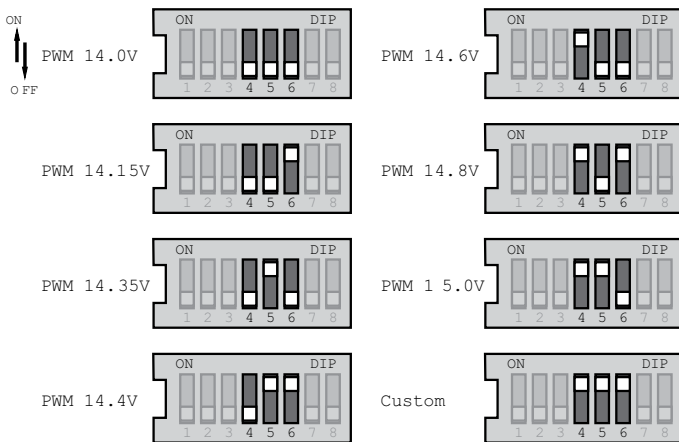 ON
O FF
PWM 14.0V
ON DIP
1 2 3 4 5 6 7 8
PWM 14.6V
ON DIP
1 2 3 4 5 6 7 8
PWM 14.15V
ON DIP
1 2 3 4 5 6 7 8
PWM 14.8V
ON DIP
1 2 3 4 5 6 7 8
PWM 14.35V
ON DIP
1 2 3 4 5 6 7 8
PWM 1 5.0V
ON DIP
1 2 3 4 5 6 7 8
PWM 14.4V
ON DIP
1 2 3 4 5 6 7 8
Custom
ON DIP
1 2 3 4 5 6 7 8